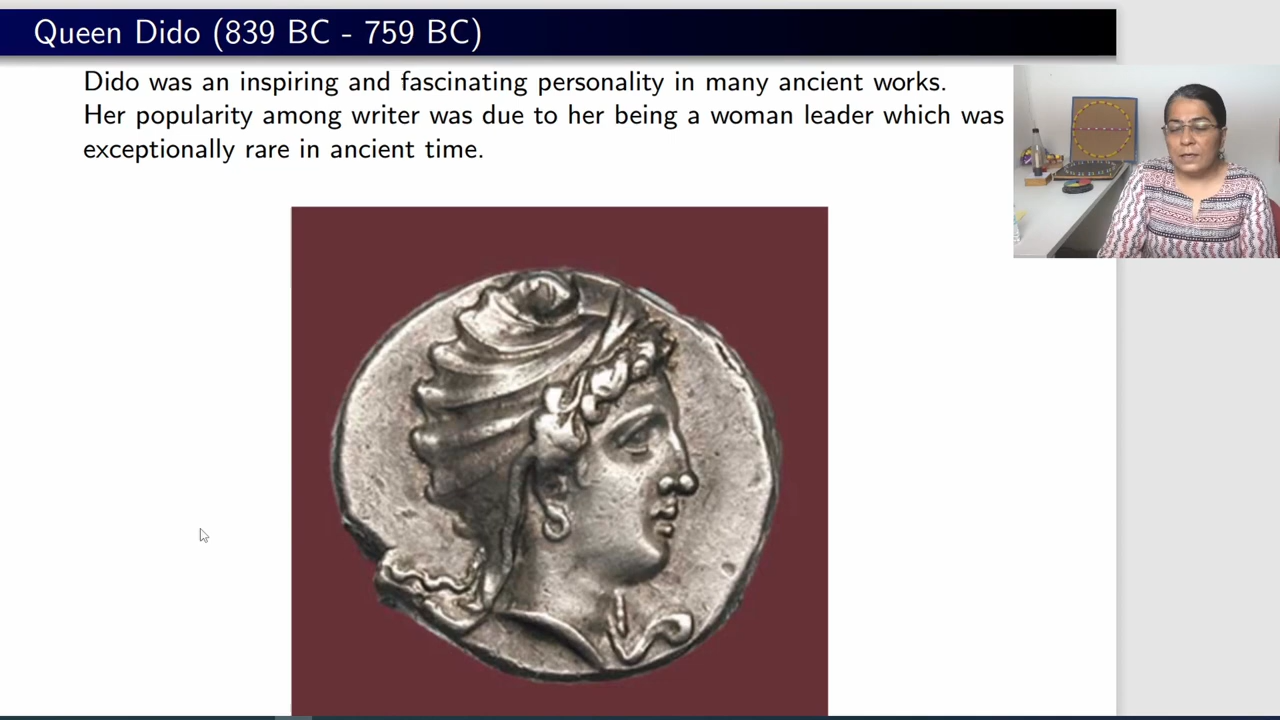 Queen Dido (839 BC - 759 BC)
Dido was an inspiring and fascinating personality in many ancient works.
Her popularity among writer was due to her being a woman leader which was
exceptionally rare in ancient time.